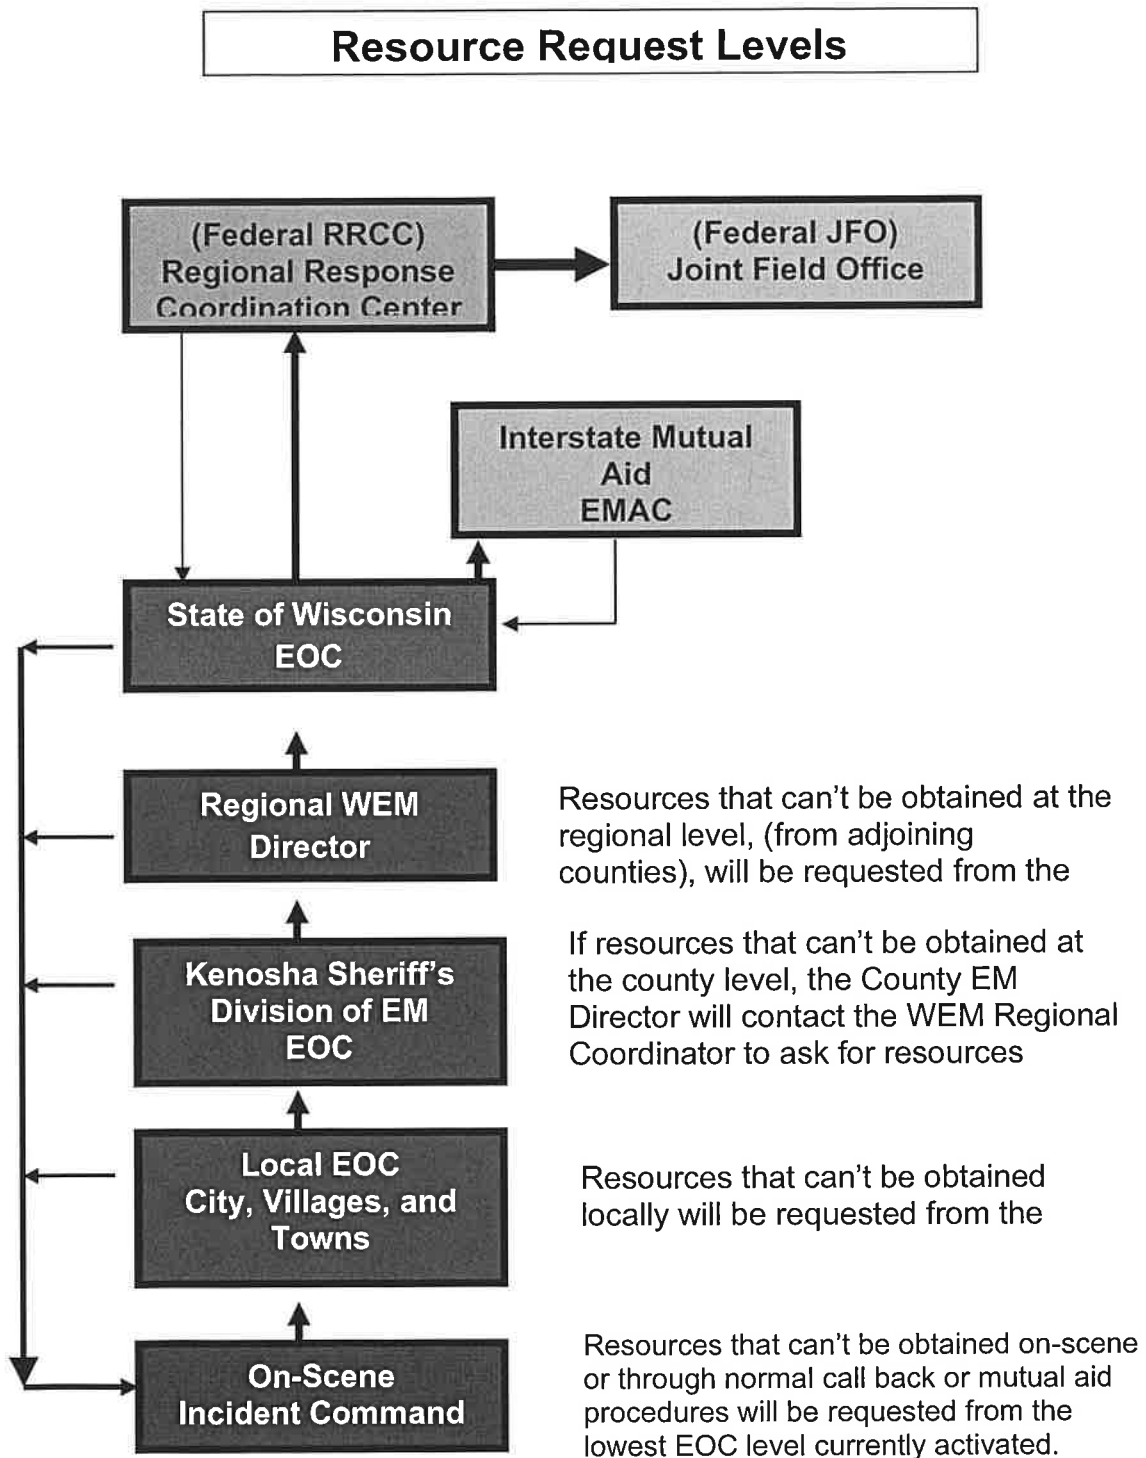 Resource Request Levels
(Federal RRCC)
Regional Response
Coordination Center
(Federal JFO)
Joint Field Office
Interstate Mutual
Aid
EMAC
State of Wisconsin
EOC
Regional WEM
Director
Resources that can't be obtained at the
regional level, (from adjoining
counties), will be requested from the
Kenosha Sheriff's
Division of EM
EOC
If resources that can't be obtained at
the county level, the County EM
Director will contact the WEM Regional
Coordinator to ask for resources
Local EOC
City, Villages, and
Towns
Resources that can't be obtained
locally will be requested from the
On-Scene
Incident Command
Resources that can't be obtained on-scene
or through normal call back or mutual aid
procedures will be requested from the
lowest EOC level currently activated.